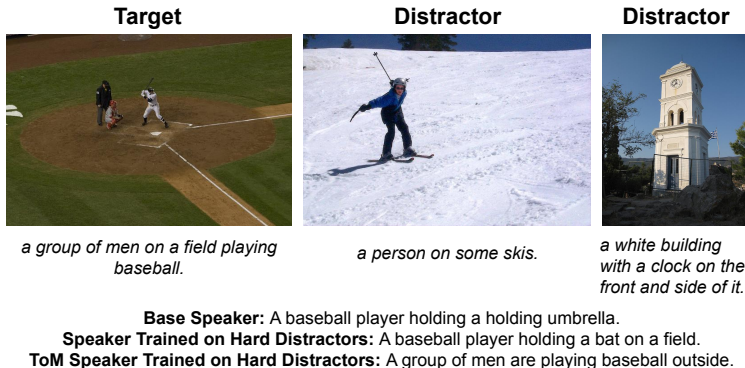 Target
Distractor
Distractor
a group of men on a field playing
baseball.
a person on some skis.
a white building
with a clock on the
front and side of it.
Base Speaker: A baseball player holding a holding umbrella.
Speaker Trained on Hard Distractors: A baseball player holding a bat on a field.
ToM Speaker Trained on Hard Distractors: A group of men are playing baseball outside.